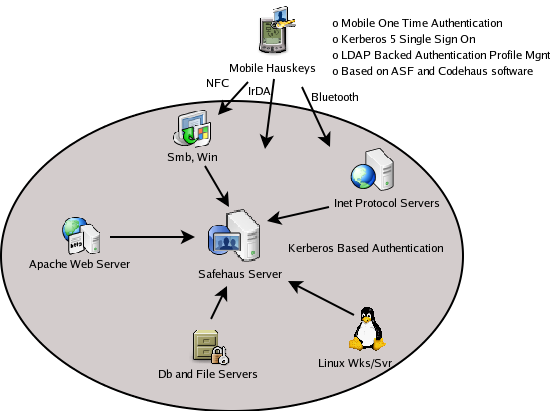 o Mobile One Time Authentication
o Kerberos 5 Single Sign On
o LDAP Backed Authentication Profile Mgnt
o Based on ASF and Codehaus software
Mobile Hauskeys
NFC
IrDA
Bluetooth
Smb, Win
Inet Protocol Servers
Apache Web Server
Kerberos Based Authentication
Safehaus Server
Db and File Servers
Linux Wks/Svr